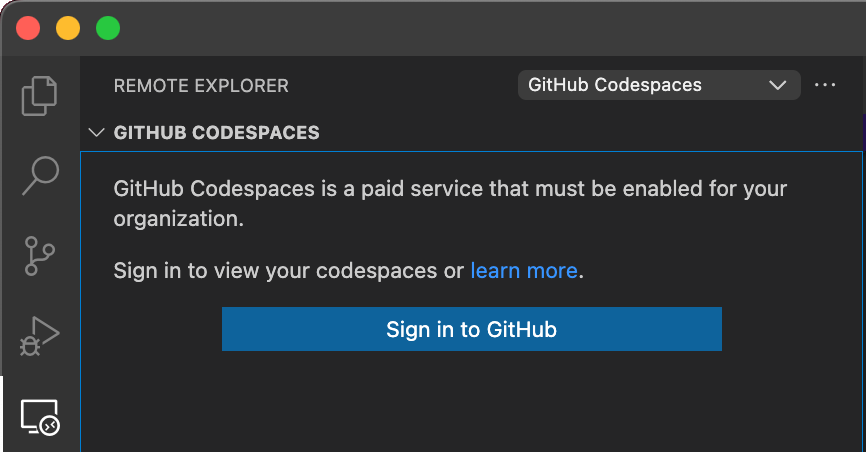 REMOTE EXPLORER
GitHub Codespaces
GITHUB CODESPACES
GitHub Codespaces is a paid service that must be enabled for your
organization.
Sign in to view your codespaces or learn more.
Sign in to GitHub